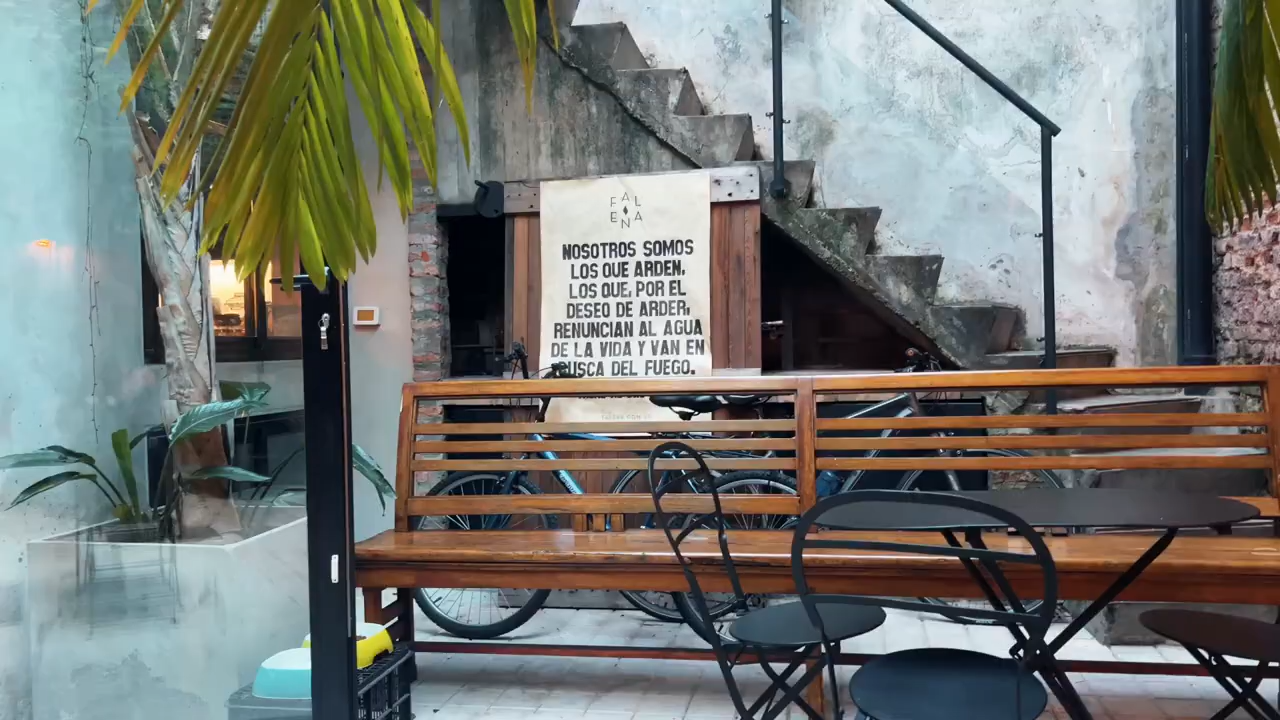 FAL
ENA
NOSOTROS SOMOS
LOS QUE ARDEN,
LOS QUE, POR EL
DESEO DE ARDER,
RENUNCIAN AL AGUA
DE LA VIDA Y VAN EN
BUSCA DEL FUEGO.